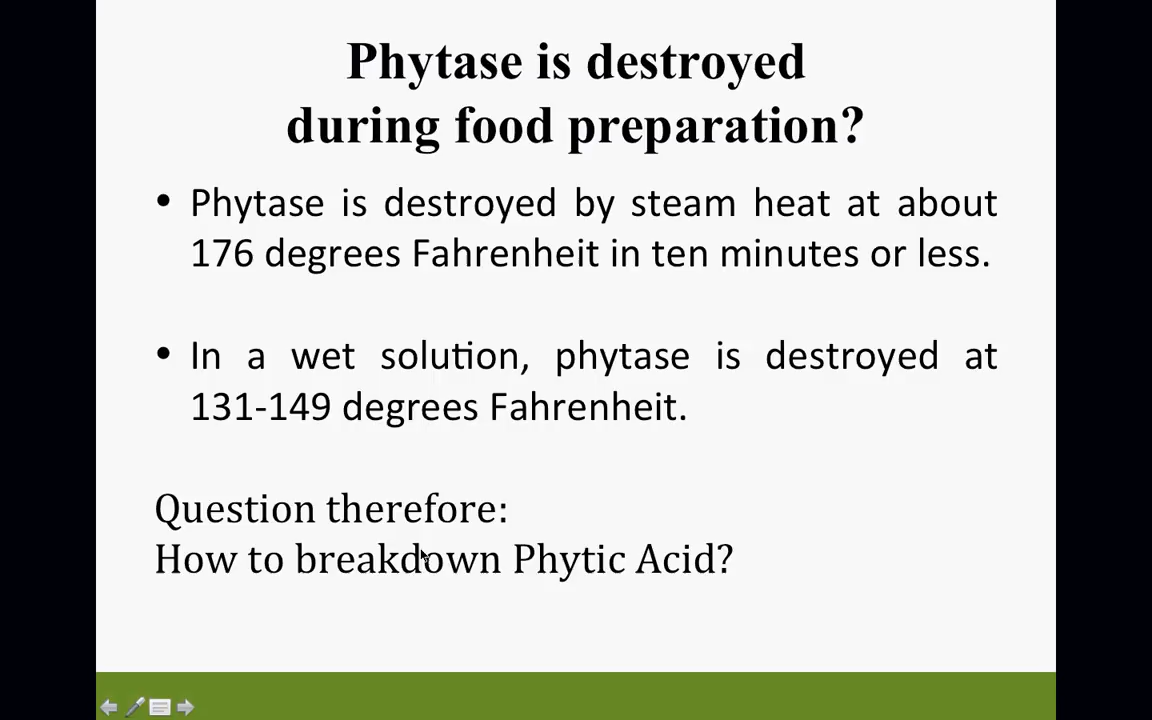 Phytase is destroyed
during food preparation?
• Phytase is destroyed by steam heat at about
176 degrees Fahrenheit in ten minutes or less.
• In a wet solution, phytase is destroyed at
131-149 degrees Fahrenheit.
Question therefore:
How to breakdown Phytic Acid?